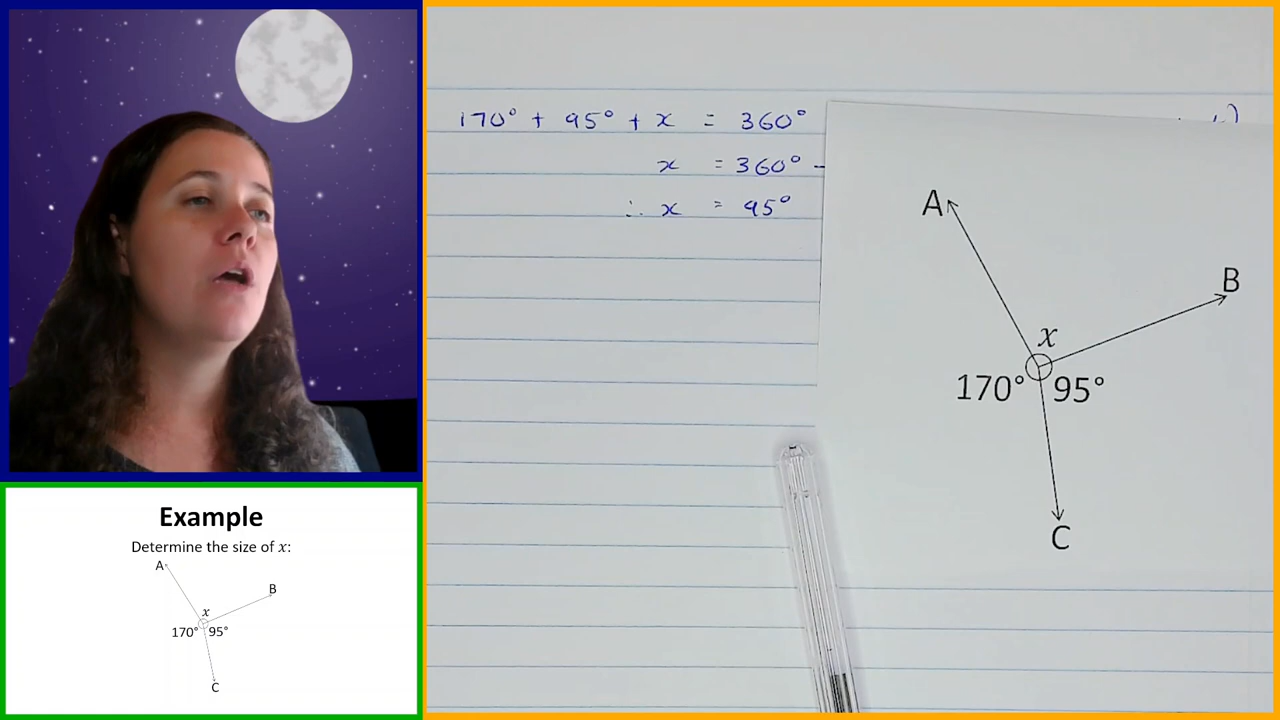 170° + 95° + x = 360°
x = 360° -
∴ x = 95°
A
B
x
170° 95°
C
Example
Determine the size of x:
A
B
x
170° 95°
C